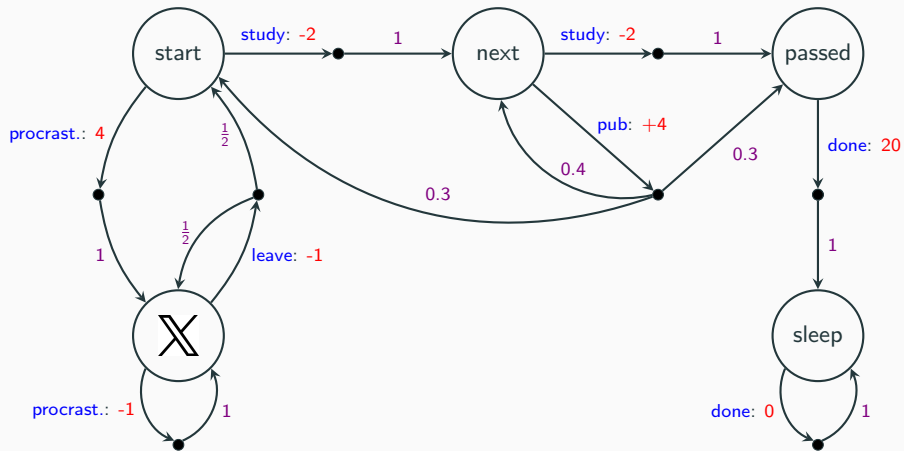 study: -2
1
study: -2
1
start
next
passed
procrast.: 4
1/2
pub: +4
done: 20
0.4
0.3
0.3
1/2
1
leave: -1
1
𝕏
sleep
procrast.: -1
1
done: 0
1